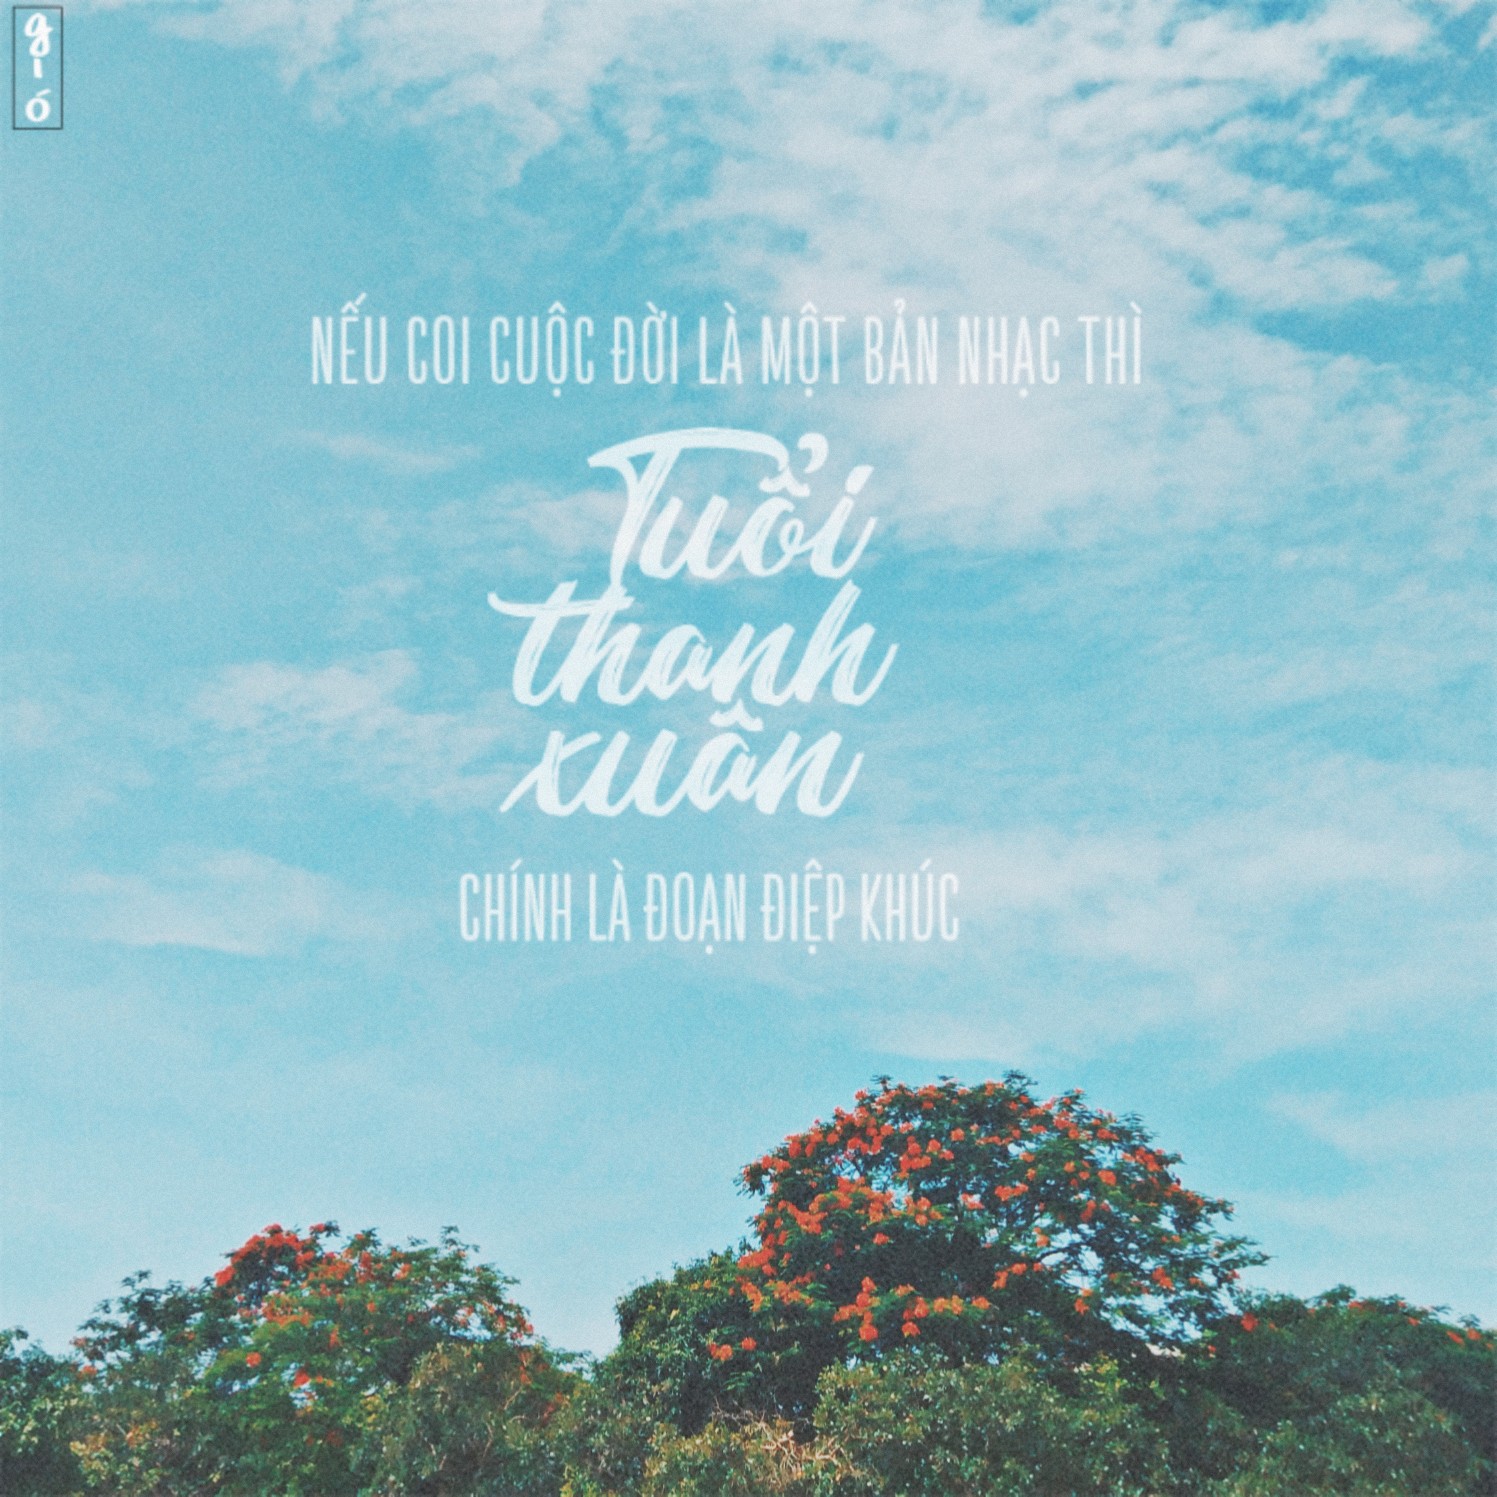 gió
NẾU COI CUỘC ĐỜI LÀ MỘT BẢN NHẠC THÌ
Tuổi
thanh
xuân
CHÍNH LÀ ĐOẠN ĐIỆP KHÚC